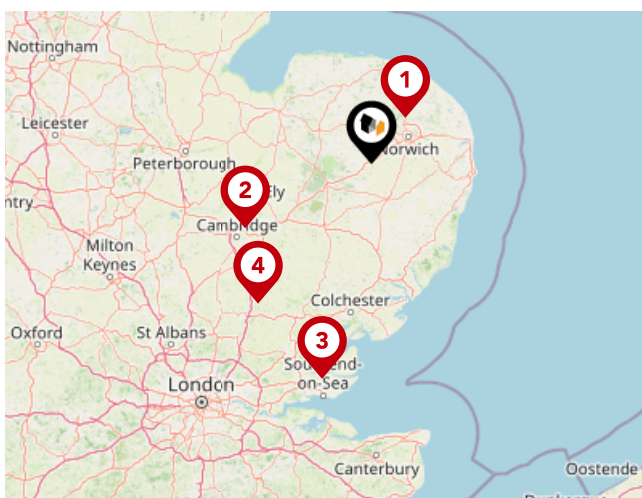 Nottingham
1
Leicester
Norwich
Peterborough
2
Ely
ntry
Cambridge
Milton
Keynes
4
Colchester
Oxford
St Albans
3
Southend-
on-Sea
London
Canterbury
Oostende